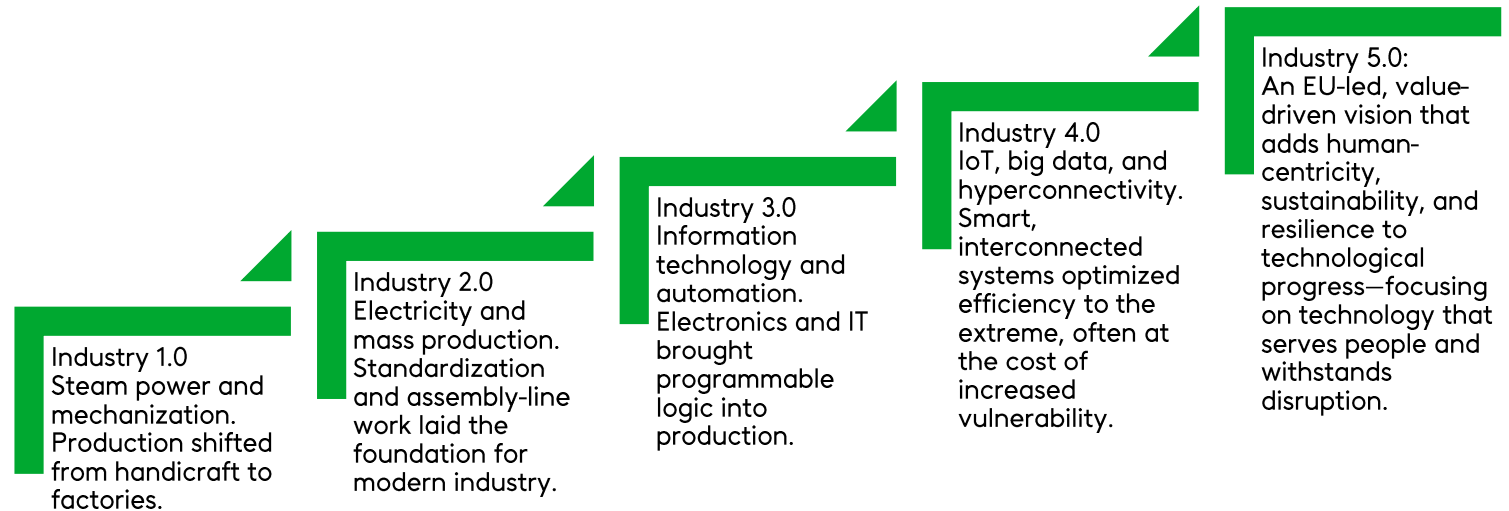 Industry 1.0
Steam power and
mechanization.
Production shifted
from handicraft to
factories.
Industry 2.0
Electricity and
mass production.
Standardization
and assembly-line
work laid the
foundation for
modern industry.
Industry 3.0
Information
technology and
automation.
Electronics and IT
brought
programmable
logic into
production.
Industry 4.0
IoT, big data, and
hyperconnectivity.
Smart,
interconnected
systems optimized
efficiency to the
extreme, often at
the cost of
increased
vulnerability.
Industry 5.0:
An EU-led, value-
driven vision that
adds human-
centricity,
sustainability, and
resilience to
technological
progress—focusing
on technology that
serves people and
withstands
disruption.